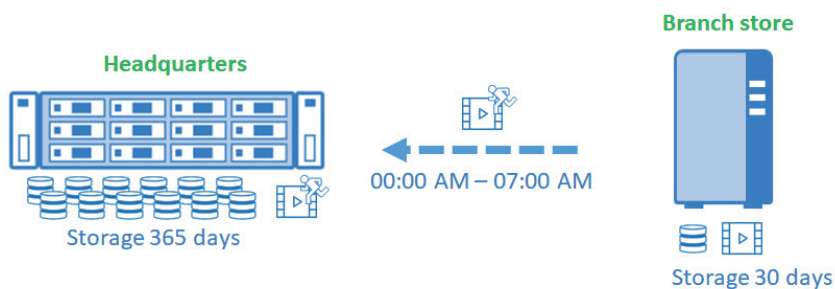 Branch store
Headquarters
00:00 AM – 07:00 AM
Storage 365 days
Storage 30 days